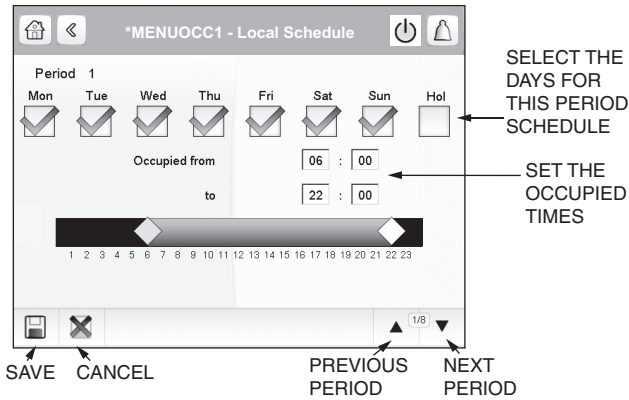 *MENUOCC1 - Local Schedule
Period 1
Mon Tue Wed Thu Fri Sat Sun Hol
SELECT THE
DAYS FOR
THIS PERIOD
SCHEDULE
Occupied from 06 : 00
to 22 : 00
SET THE
OCCUPIED
TIMES
1 2 3 4 5 6 7 8 9 10 11 12 13 14 15 16 17 18 19 20 21 22 23
1/8
SAVE
CANCEL
PREVIOUS
PERIOD
NEXT
PERIOD